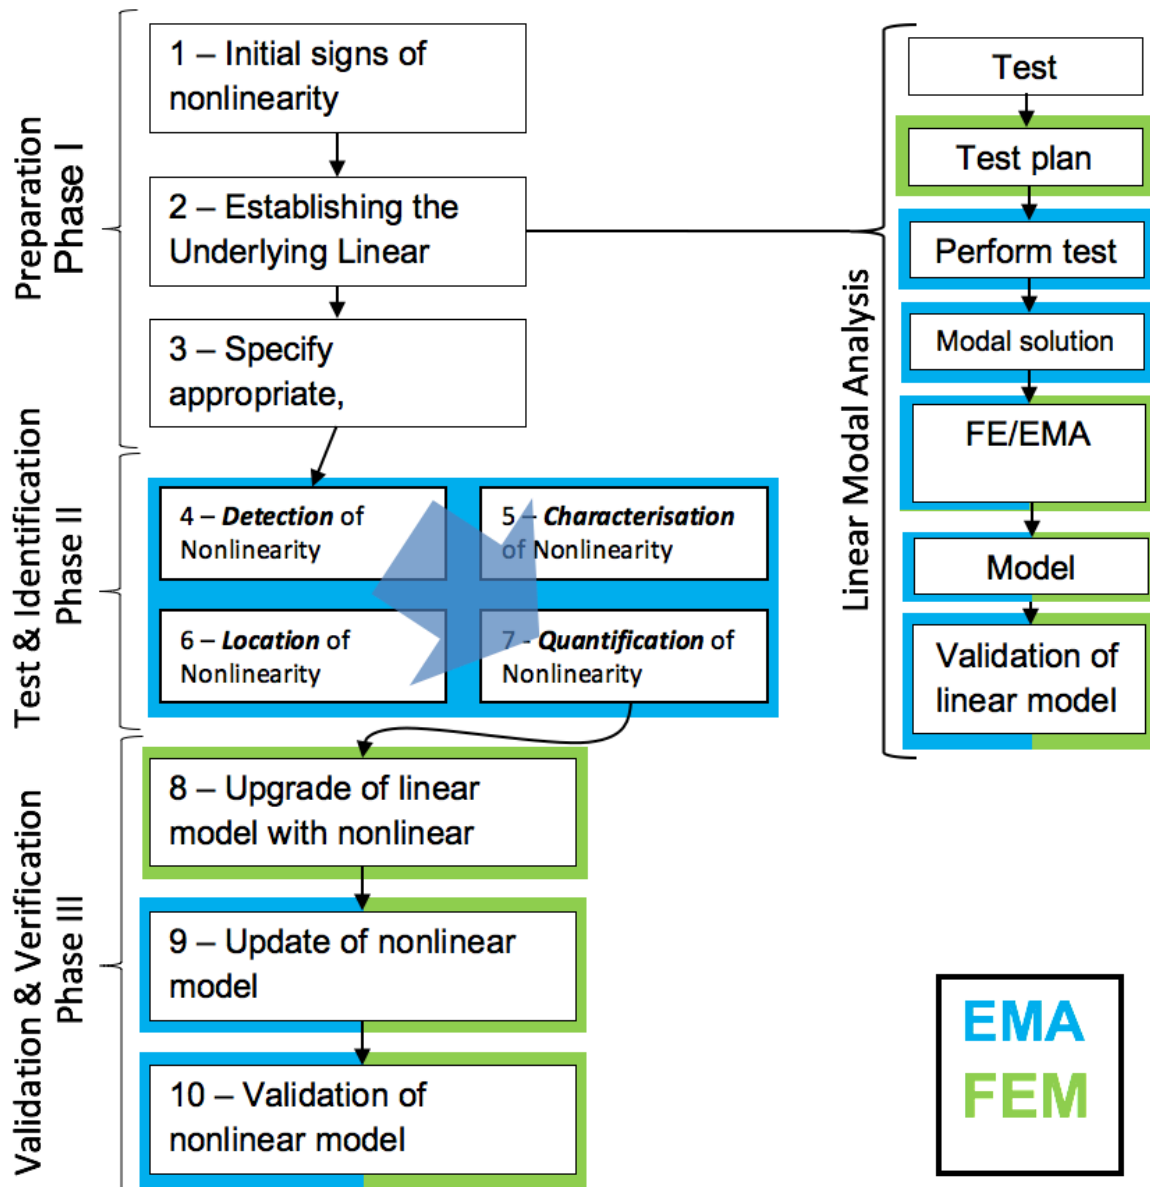 Preparation
Phase I
1 – Initial signs of
nonlinearity
2 – Establishing the
Underlying Linear
3 – Specify
appropriate,
Test & Identification
Phase II
4 – Detection of
Nonlinearity
5 – Characterisation
of Nonlinearity
6 – Location of
Nonlinearity
7 - Quantification of
Nonlinearity
Validation & Verification
Phase III
8 – Upgrade of linear
model with nonlinear
9 – Update of nonlinear
model
10 – Validation of
nonlinear model
Linear Modal Analysis
Test
Test plan
Perform test
Modal solution
FE/EMA
Model
Validation of
linear model
EMA
FEM